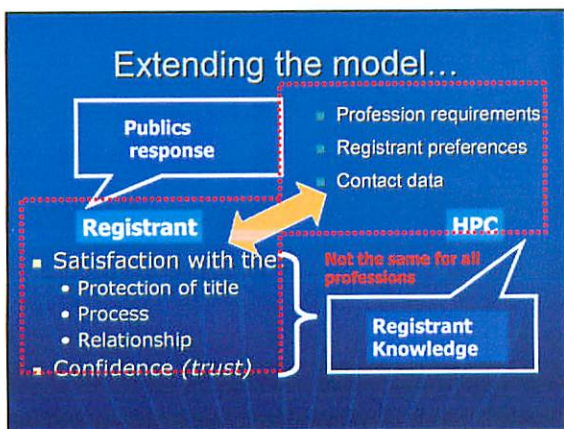 Extending the model...
Publics
response
Profession requirements
Registrant preferences
Contact data
Registrant
HPC
Satisfaction with the
Protection of title
Process
Relationship
Confidence (trust)
Not the same for all
professions
Registrant
Knowledge